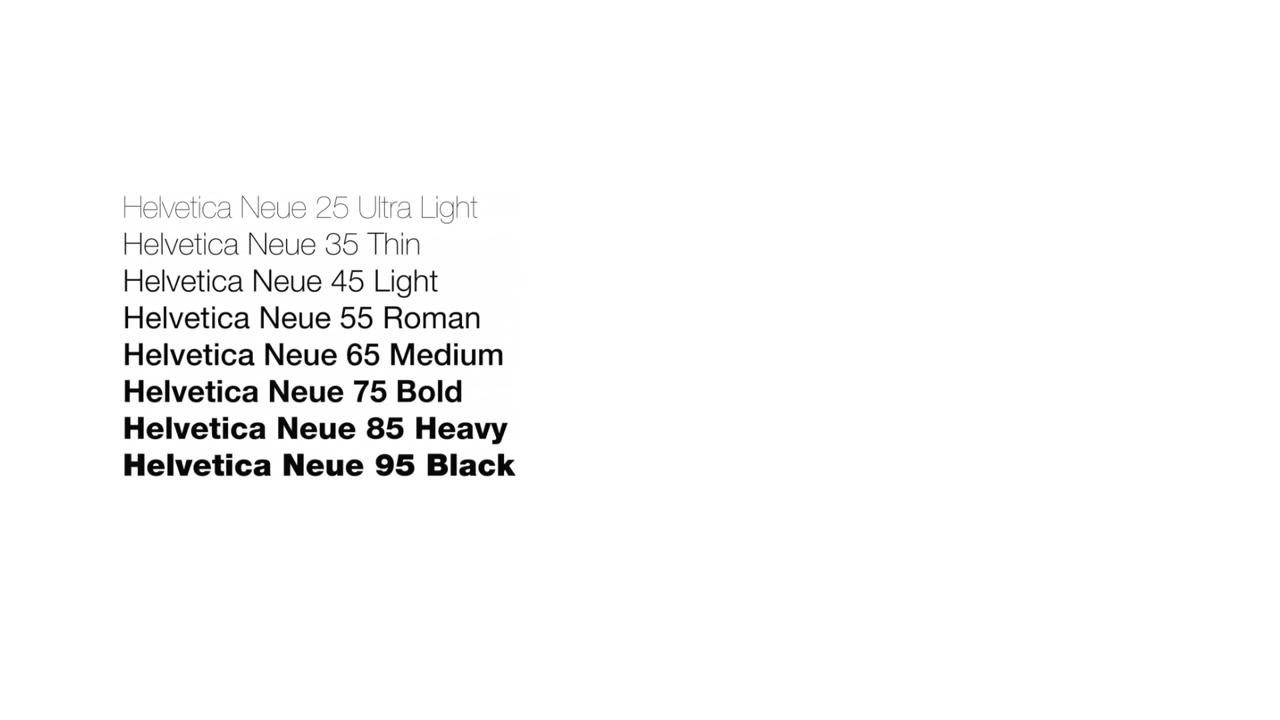 Helvetica Neue 25 Ultra Light
Helvetica Neue 35 Thin
Helvetica Neue 45 Light
Helvetica Neue 55 Roman
Helvetica Neue 65 Medium
Helvetica Neue 75 Bold
Helvetica Neue 85 Heavy
Helvetica Neue 95 Black